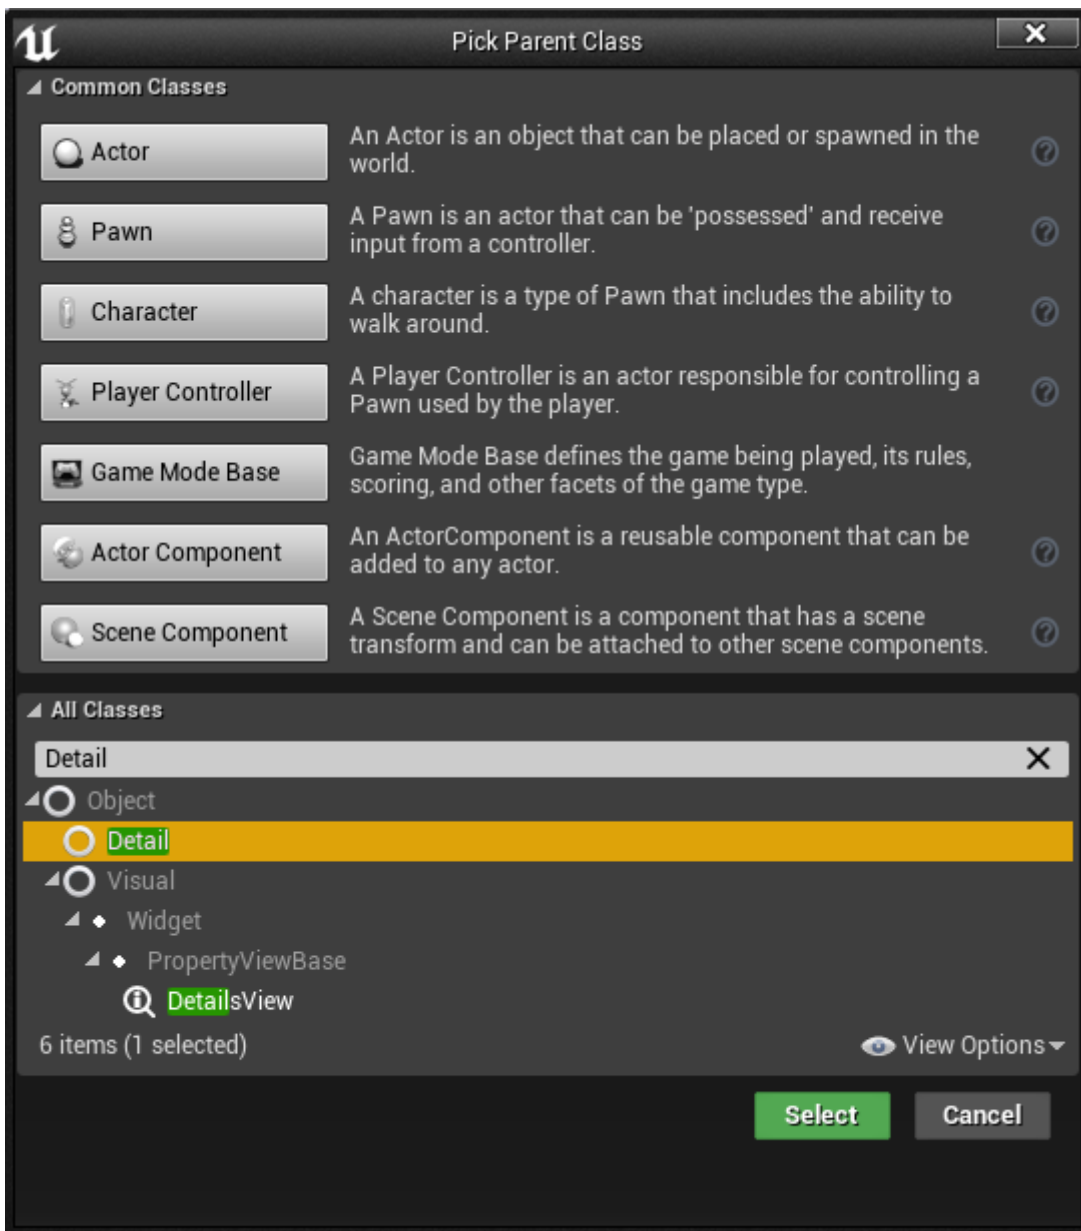 Pick Parent Class
Common Classes
Actor
An Actor is an object that can be placed or spawned in the
world.
Pawn
A Pawn is an actor that can be 'possessed' and receive
input from a controller.
Character
A character is a type of Pawn that includes the ability to
walk around.
Player Controller
A Player Controller is an actor responsible for controlling a
Pawn used by the player.
Game Mode Base
Game Mode Base defines the game being played, its rules,
scoring, and other facets of the game type.
Actor Component
An ActorComponent is a reusable component that can be
added to any actor.
Scene Component
A Scene Component is a component that has a scene
transform and can be attached to other scene components.
All Classes
Detail
Object
Detail
Visual
Widget
PropertyViewBase
DetailsView
6 items (1 selected)
View Options
Select
Cancel